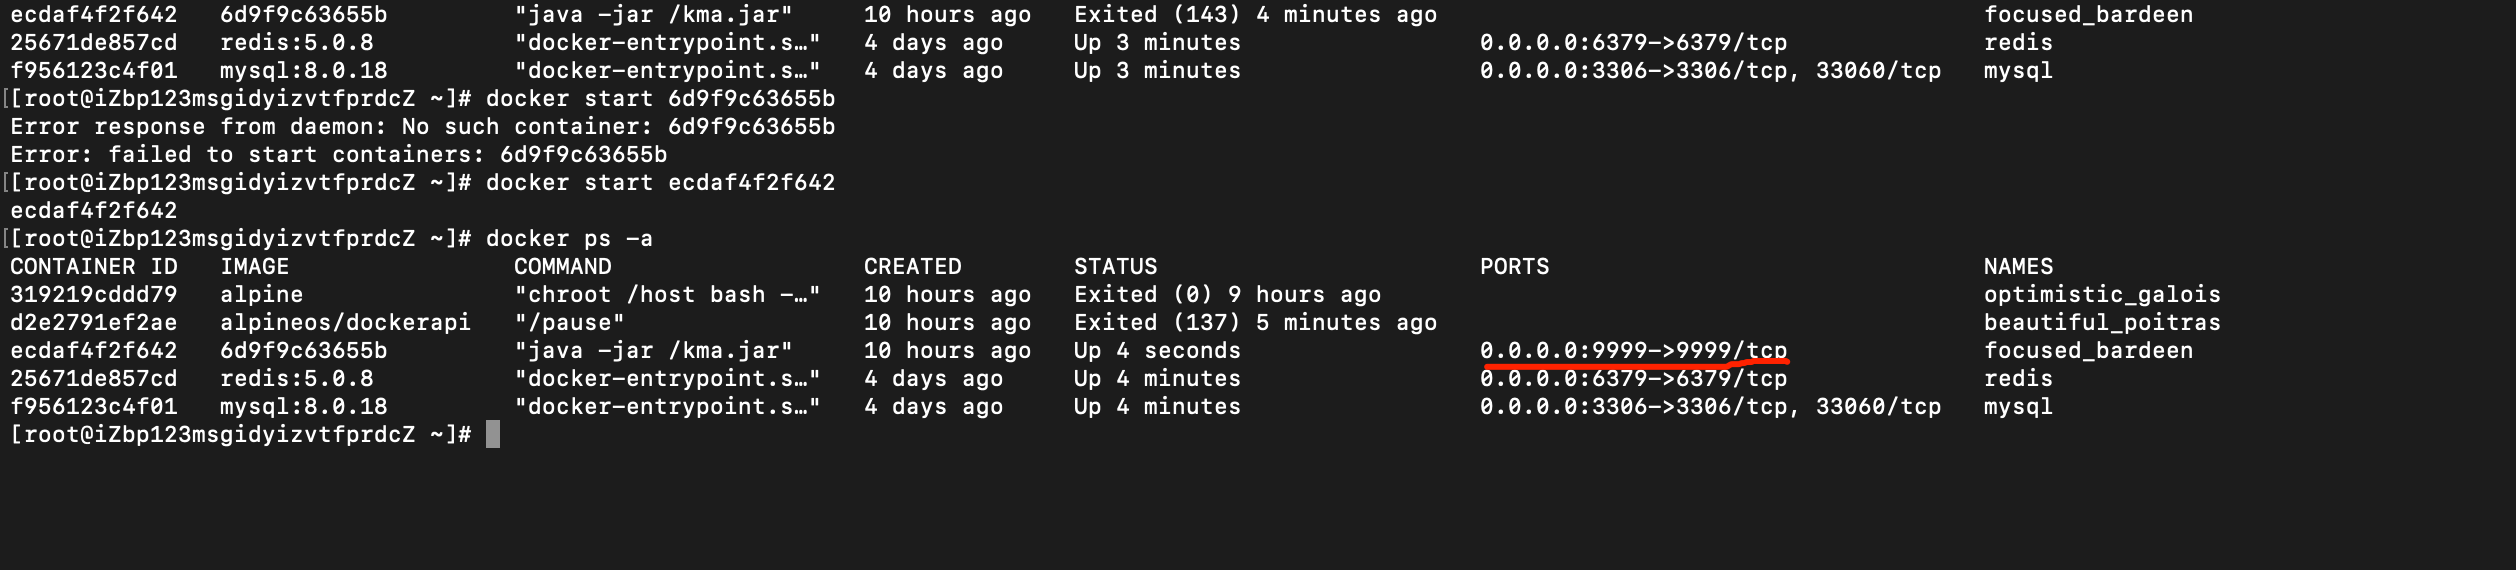 ecdaf4f2f642   6d9f9c63655b         "java -jar /kma.jar"     10 hours ago   Exited (143) 4 minutes ago                                       focused_bardeen
25671de857cd   redis:5.0.8          "docker-entrypoint.s…"   4 days ago     Up 3 minutes                 0.0.0.0:6379->6379/tcp              redis
f956123c4f01   mysql:8.0.18         "docker-entrypoint.s…"   4 days ago     Up 3 minutes                 0.0.0.0:3306->3306/tcp, 33060/tcp   mysql
[[root@iZbp123msgidyizvtfprdcZ ~]# docker start 6d9f9c63655b
Error response from daemon: No such container: 6d9f9c63655b
Error: failed to start containers: 6d9f9c63655b
[[root@iZbp123msgidyizvtfprdcZ ~]# docker start ecdaf4f2f642
ecdaf4f2f642
[[root@iZbp123msgidyizvtfprdcZ ~]# docker ps -a
CONTAINER ID   IMAGE                COMMAND                  CREATED        STATUS                       PORTS                               NAMES
319219cddd79   alpine               "chroot /host bash -…"   10 hours ago   Exited (0) 9 hours ago                                           optimistic_galois
d2e2791ef2ae   alpineos/dockerapi   "/pause"                 10 hours ago   Exited (137) 5 minutes ago                                       beautiful_poitras
ecdaf4f2f642   6d9f9c63655b         "java -jar /kma.jar"     10 hours ago   Up 4 seconds                 0.0.0.0:9999->9999/tcp              focused_bardeen
25671de857cd   redis:5.0.8          "docker-entrypoint.s…"   4 days ago     Up 4 minutes                 0.0.0.0:6379->6379/tcp              redis
f956123c4f01   mysql:8.0.18         "docker-entrypoint.s…"   4 days ago     Up 4 minutes                 0.0.0.0:3306->3306/tcp, 33060/tcp   mysql
[root@iZbp123msgidyizvtfprdcZ ~]#